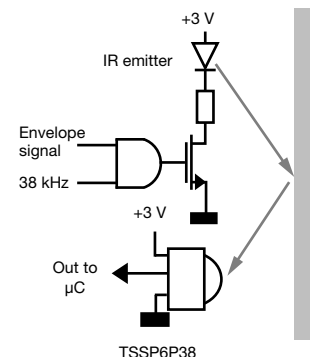 +3 V
IR emitter
Envelope
signal
38 kHz
+3 V
Out to
μC
TSSP6P38